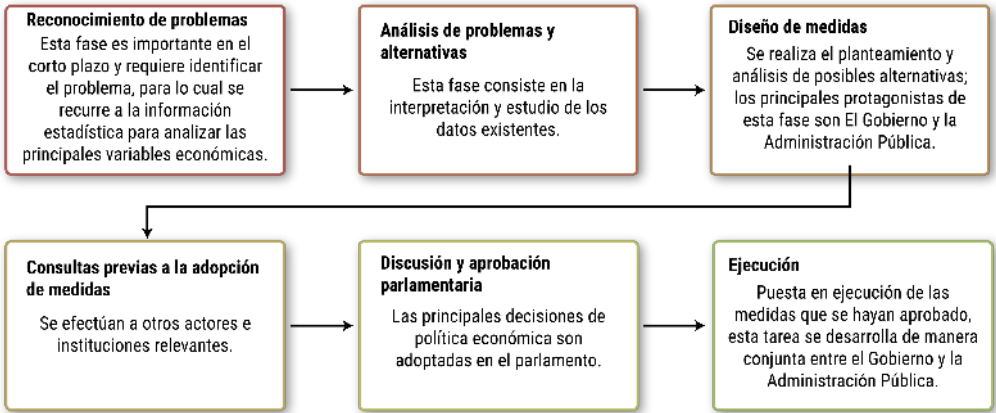 Reconocimiento de problemas
Esta fase es importante en el
corto plazo y requiere identificar
el problema, para lo cual se
recurre a la información
estadística para analizar las
principales variables económicas.
Análisis de problemas y
alternativas
Esta fase consiste en la
interpretación y estudio de los
datos existentes.
Diseño de medidas
Se realiza el planteamiento y
análisis de posibles alternativas;
los principales protagonistas de
esta fase son El Gobierno y la
Administración Pública.
Consultas previas a la adopción
de medidas
Se efectúan a otros actores e
instituciones relevantes.
Discusión y aprobación
parlamentaria
Las principales decisiones de
política económica son
adoptadas en el parlamento.
Ejecución
Puesta en ejecución de las
medidas que se hayan aprobado,
esta tarea se desarrolla de manera
conjunta entre el Gobierno y la
Administración Pública.